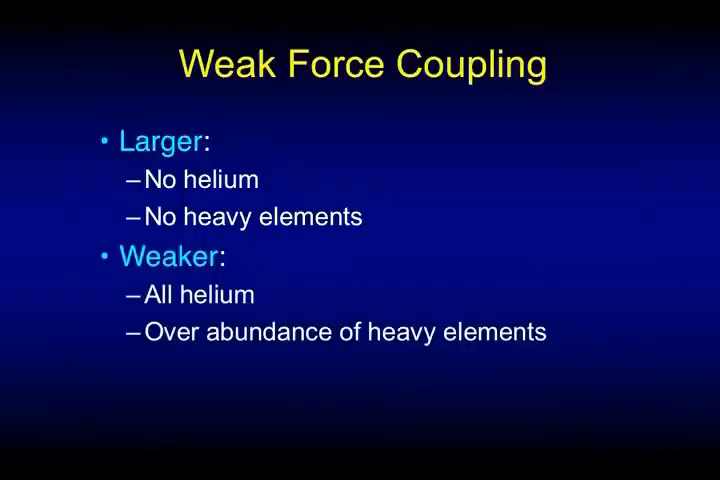 Weak Force Coupling
• Larger:
– No helium
– No heavy elements
• Weaker:
– All helium
– Over abundance of heavy elements